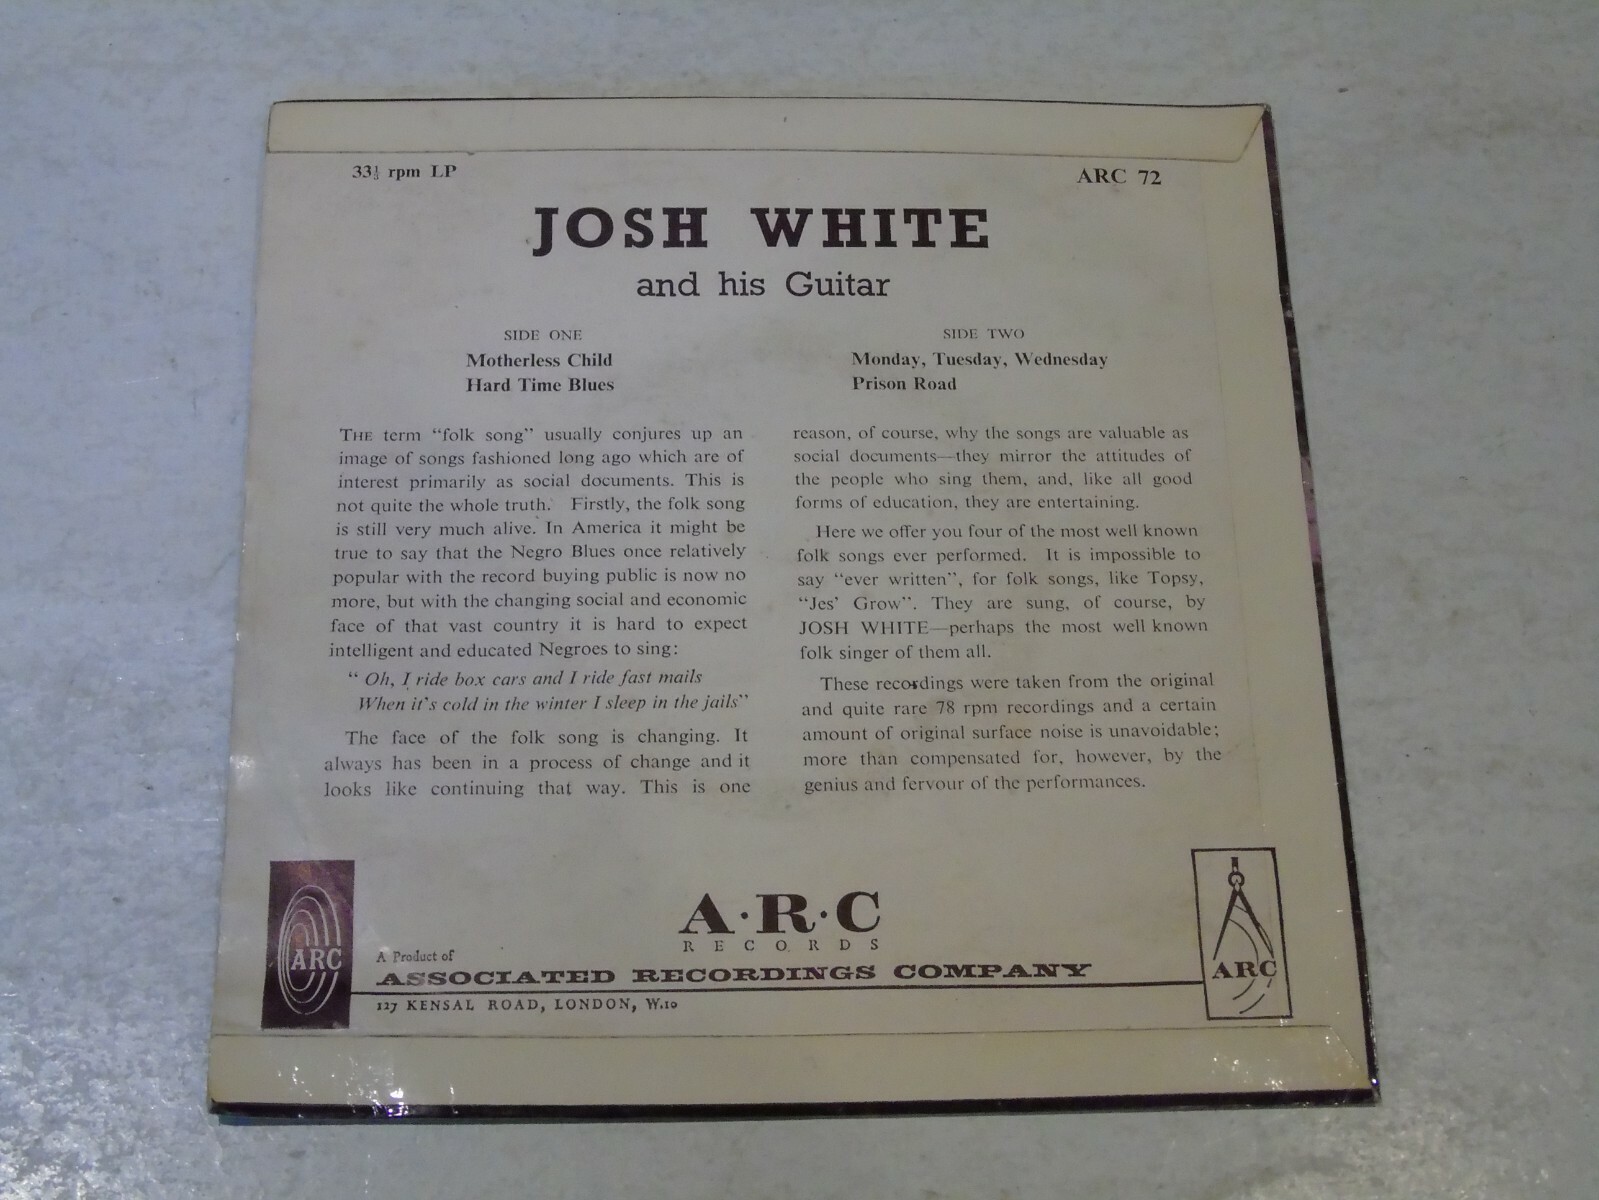 33⅓ rpm LP
ARC 72
JOSH WHITE
and his Guitar
SIDE ONE
Motherless Child
Hard Time Blues
SIDE TWO
Monday, Tuesday, Wednesday
Prison Road
THE term “folk song” usually conjures up an
image of songs fashioned long ago which are of
interest primarily as social documents. This is
not quite the whole truth. Firstly, the folk song
is still very much alive. In America it might be
true to say that the Negro Blues once relatively
popular with the record buying public is now no
more, but with the changing social and economic
face of that vast country it is hard to expect
intelligent and educated Negroes to sing:
“ Oh, I ride box cars and I ride fast mails
When it's cold in the winter I sleep in the jails”
The face of the folk song is changing. It
always has been in a process of change and it
looks like continuing that way. This is one
reason, of course, why the songs are valuable as
social documents—they mirror the attitudes of
the people who sing them, and, like all good
forms of education, they are entertaining.
Here we offer you four of the most well known
folk songs ever performed. It is impossible to
say “ever written”, for folk songs, like Topsy,
“Jes' Grow”. They are sung, of course, by
JOSH WHITE—perhaps the most well known
folk singer of them all.
These recordings were taken from the original
and quite rare 78 rpm recordings and a certain
amount of original surface noise is unavoidable;
more than compensated for, however, by the
genius and fervour of the performances.
ARC
A·R·C
RECORDS
A Product of
ASSOCIATED RECORDINGS COMPANY
127 KENSAL ROAD, LONDON, W.10
ARC